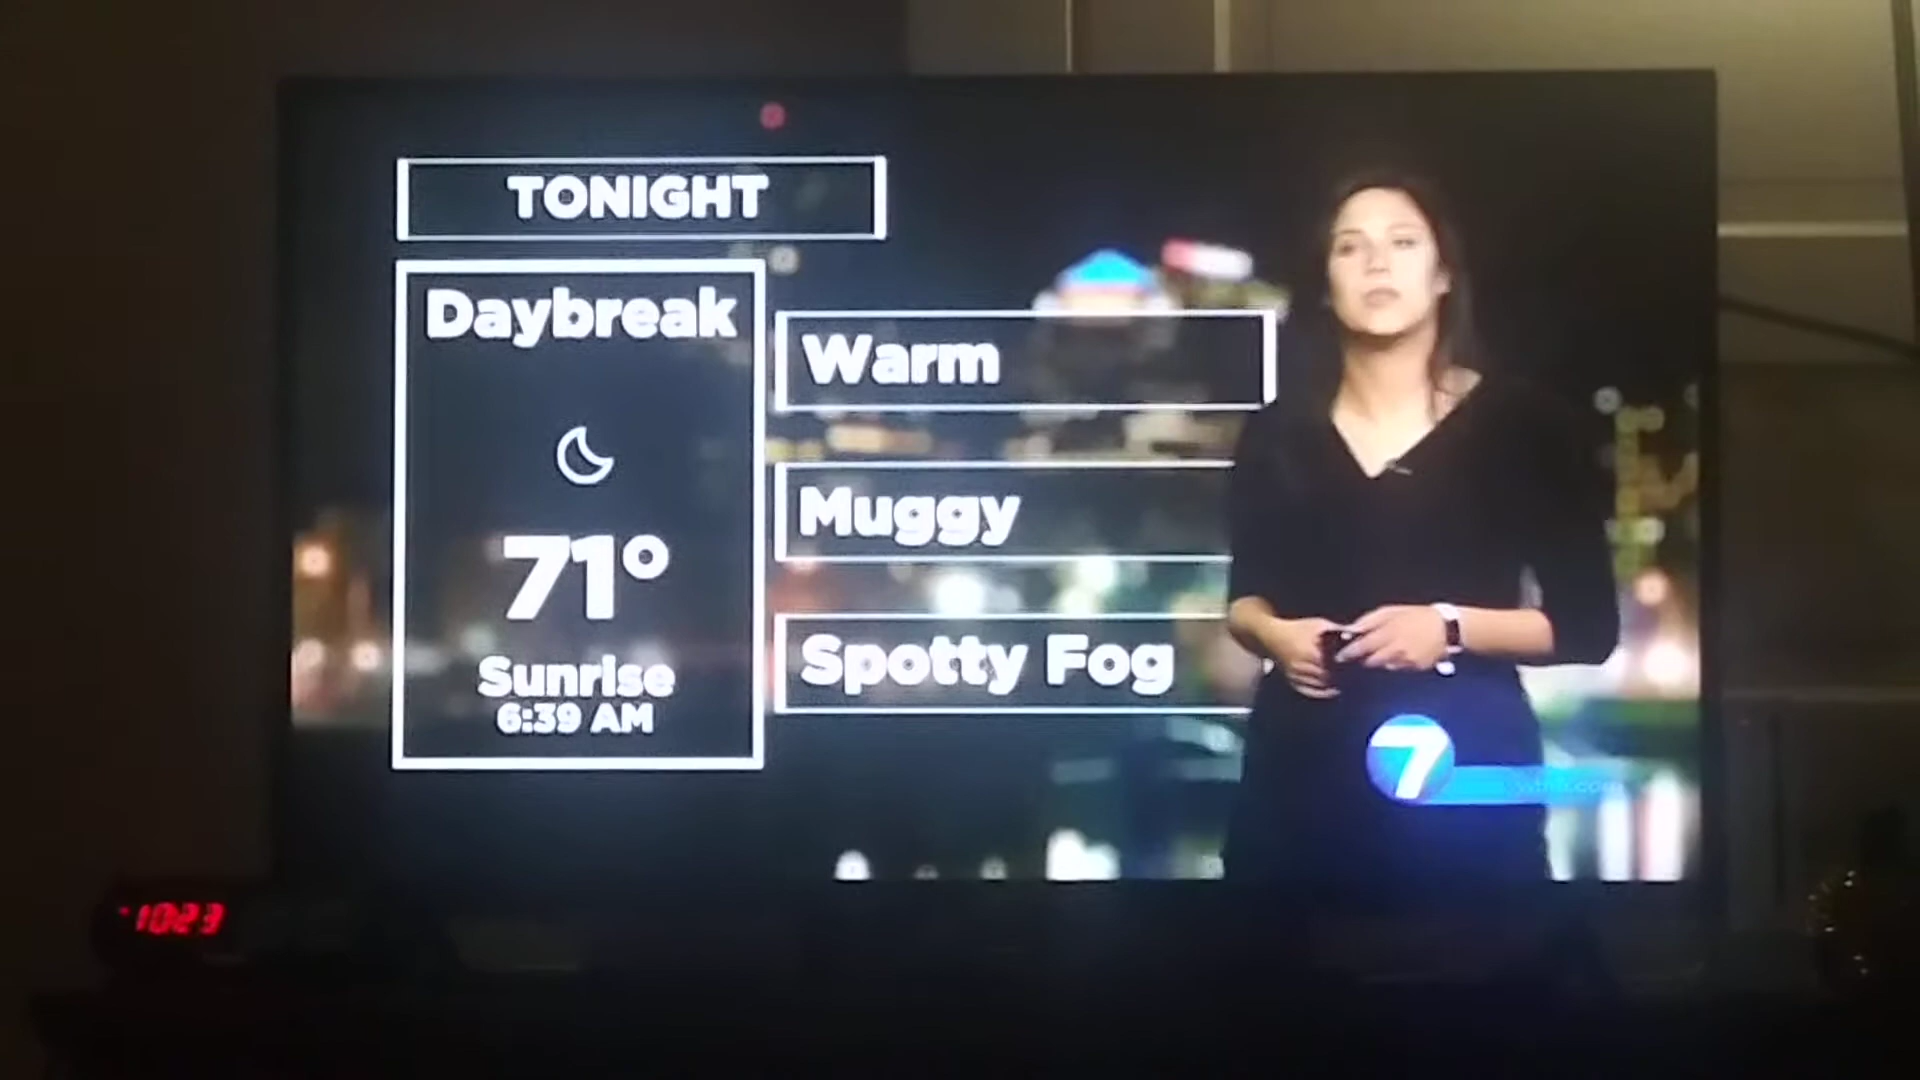 TONIGHT
Daybreak
71°
Sunrise
6:39 AM
Warm
Muggy
Spotty Fog
7
10:23